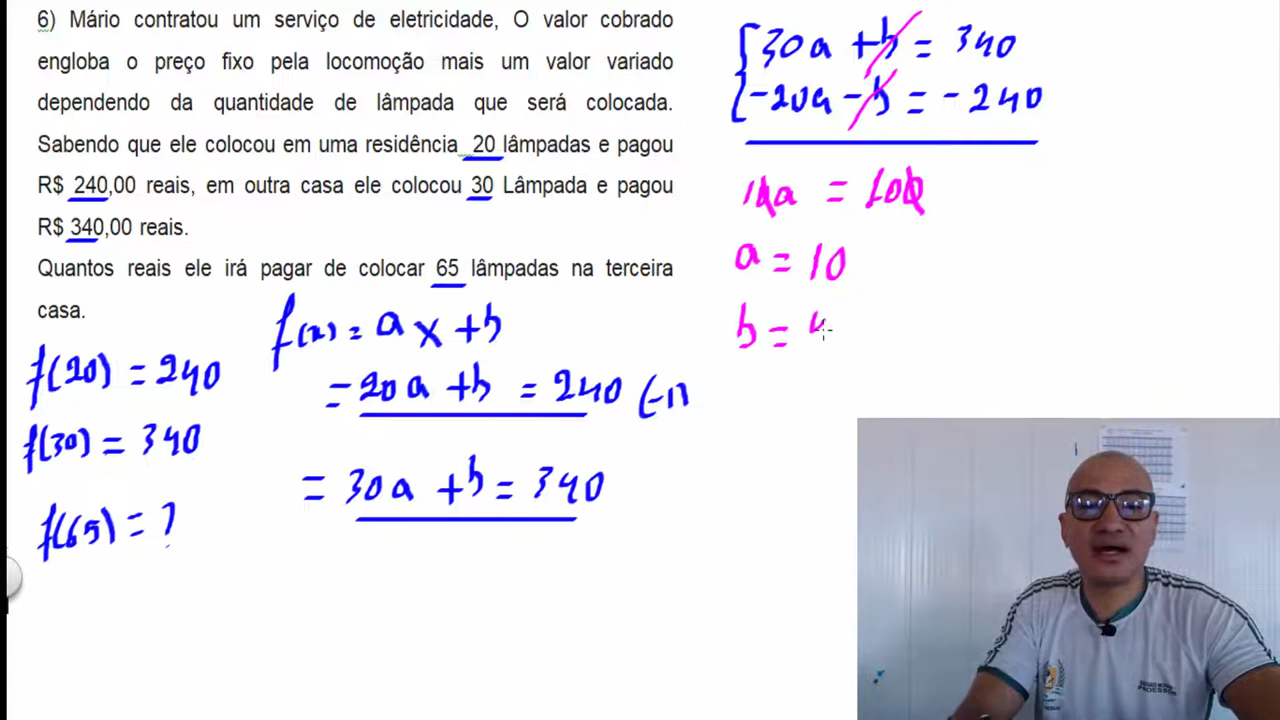 6) Mário contratou um serviço de eletricidade, O valor cobrado
engloba o preço fixo pela locomoção mais um valor variado
dependendo da quantidade de lâmpada que será colocada.
Sabendo que ele colocou em uma residência 20 lâmpadas e pagou
R$ 240,00 reais, em outra casa ele colocou 30 Lâmpada e pagou
R$ 340,00 reais.
Quantos reais ele irá pagar de colocar 65 lâmpadas na terceira
casa.
f(x) = ax + b
f(20) = 240
= 20a + b = 240 (-1)
f(30) = 340
= 30a + b = 340
f(65) = ?
30a + b = 340
-20a - b = -240
10a = 100
a = 10
b = 4